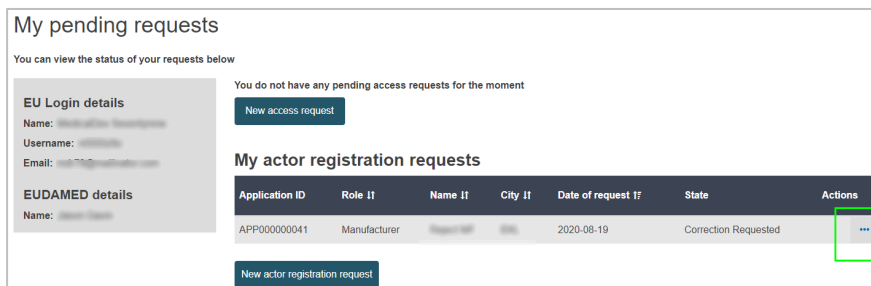 My pending requests
You can view the status of your requests below
EU Login details
Name:
Username:
Email:
EUDAMED details
Name:
You do not have any pending access requests for the moment
New access request
My actor registration requests
Application ID Role Name City Date of request State Actions
APP000000041 Manufacturer 2020-08-19 Correction Requested ...
New actor registration request